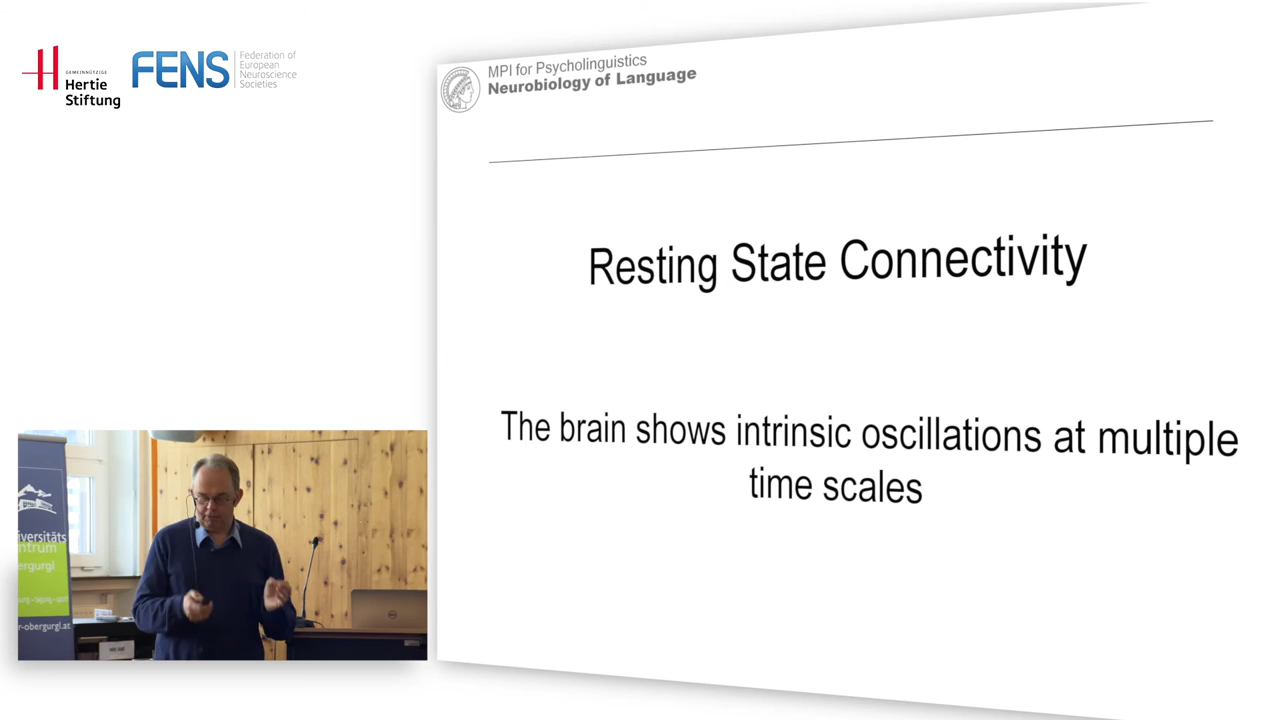 GEMEINNÜTZIGE
Hertie
Stiftung
FENS
Federation of
European
Neuroscience
Societies
MPI for Psycholinguistics
Neurobiology of Language
Resting State Connectivity
The brain shows intrinsic oscillations at multiple
time scales
iversitäts
ntrum
ergurgl
r-obergurgl.at
DELL